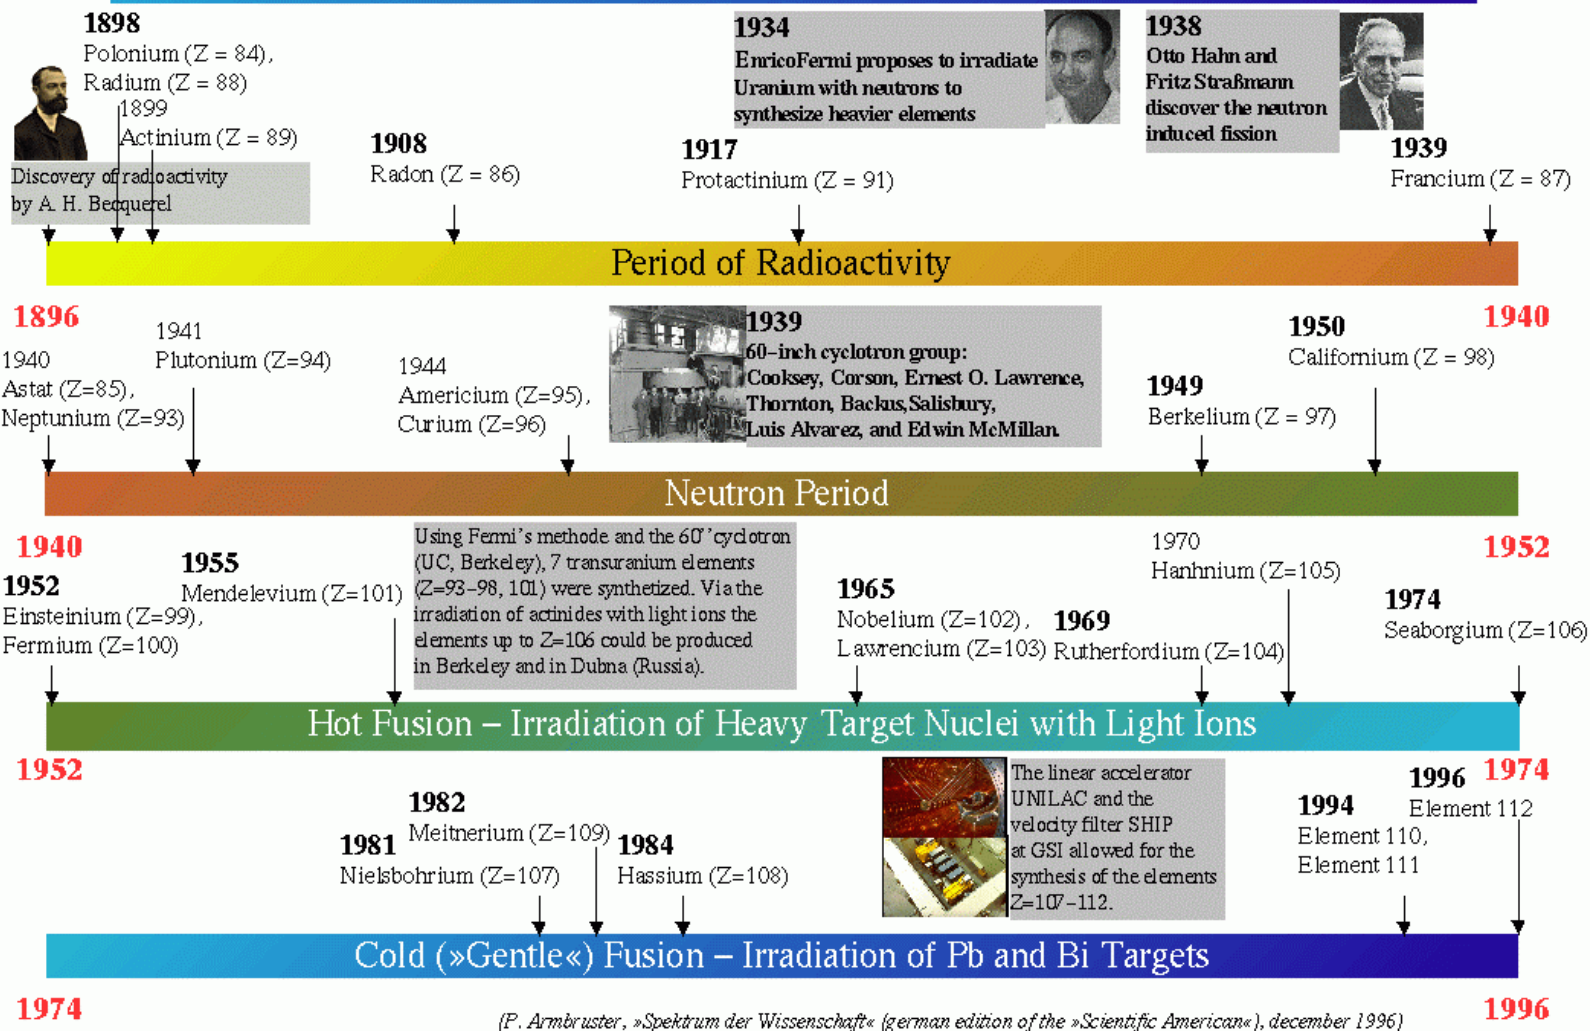 1898
Polonium (Z = 84),
Radium (Z = 88)
1899
Actinium (Z = 89)
Discovery of radioactivity
by A. H. Becquerel
1908
Radon (Z = 86)
1917
Protactinium (Z = 91)
1934
EnricoFermi proposes to irradiate
Uranium with neutrons to
synthesize heavier elements
1938
Otto Hahn and
Fritz Straßmann
discover the neutron
induced fission
1939
Francium (Z = 87)
Period of Radioactivity
1896
1940
1940
Astat (Z=85),
Neptunium (Z=93)
1941
Plutonium (Z=94)
1944
Americium (Z=95),
Curium (Z=96)
1939
60-inch cyclotron group:
Cooksey, Corson, Ernest O. Lawrence,
Thornton, Backus,Salisbury,
Luis Alvarez, and Edwin McMillan.
1949
Berkelium (Z = 97)
1950
Californium (Z = 98)
Neutron Period
1940
1952
1952
Einsteinium (Z=99),
Fermium (Z=100)
1955
Mendelevium (Z=101)
Using Fermi's methode and the 60''cyclotron
(UC, Berkeley), 7 transuranium elements
(Z=93-98, 101) were synthetized. Via the
irradiation of actinides with light ions the
elements up to Z=106 could be produced
in Berkeley and in Dubna (Russia).
1965
Nobelium (Z=102),
Lawrencium (Z=103)
1969
Rutherfordium (Z=104)
1970
Hanhnium (Z=105)
1974
Seaborgium (Z=106)
Hot Fusion – Irradiation of Heavy Target Nuclei with Light Ions
1952
1974
1981
Nielsbohrium (Z=107)
1982
Meitnerium (Z=109)
1984
Hassium (Z=108)
The linear accelerator
UNILAC and the
velocity filter SHIP
at GSI allowed for the
synthesis of the elements
Z=107-112.
1994
Element 110,
Element 111
1996
Element 112
Cold (»Gentle«) Fusion – Irradiation of Pb and Bi Targets
1974
1996
(P. Armbruster, »Spektrum der Wissenschaft« (german edition of the »Scientific American«), december 1996)